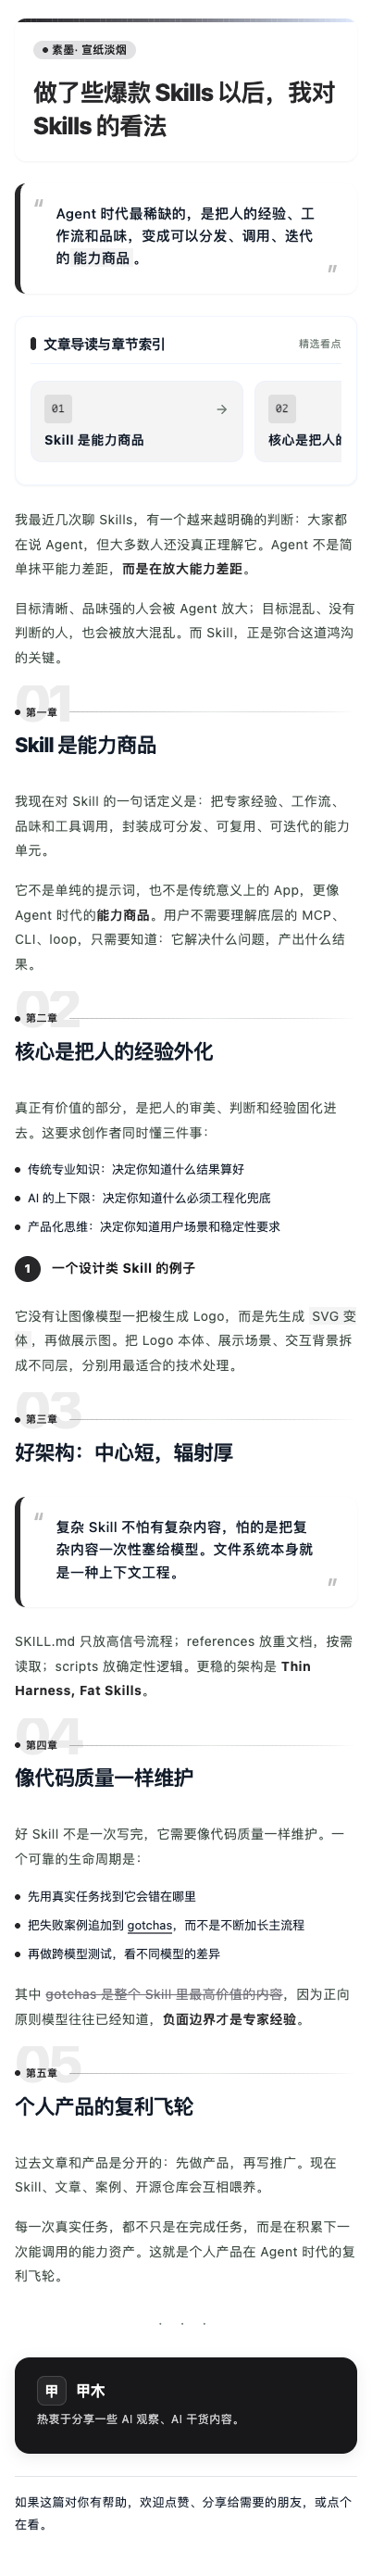 素墨· 宣纸淡烟
做了些爆款 Skills 以后，我对
Skills 的看法
“
Agent 时代最稀缺的，是把人的经验、工
作流和品味，变成可以分发、调用、迭代
的 能力商品 。
”
文章导读与章节索引 精选看点
01 → 02
Skill 是能力商品 核心是把人的
我最近几次聊 Skills，有一个越来越明确的判断：大家都
在说 Agent，但大多数人还没真正理解它。Agent 不是简
单抹平能力差距，而是在放大能力差距。
目标清晰、品味强的人会被 Agent 放大；目标混乱、没有
判断的人，也会被放大混乱。而 Skill，正是弥合这道鸿沟
的关键。
01
第一章
Skill 是能力商品
我现在对 Skill 的一句话定义是：把专家经验、工作流、
品味和工具调用，封装成可分发、可复用、可迭代的能力
单元。
它不是单纯的提示词，也不是传统意义上的 App，更像
Agent 时代的能力商品。用户不需要理解底层的 MCP、
CLI、loop，只需要知道：它解决什么问题，产出什么结
果。
02
第二章
核心是把人的经验外化
真正有价值的部分，是把人的审美、判断和经验固化进
去。这要求创作者同时懂三件事：
传统专业知识：决定你知道什么结果算好
AI 的上下限：决定你知道什么必须工程化兜底
产品化思维：决定你知道用户场景和稳定性要求
1 一个设计类 Skill 的例子
它没有让图像模型一把梭生成 Logo，而是先生成 SVG 变
体 ，再做展示图。把 Logo 本体、展示场景、交互背景拆
成不同层，分别用最适合的技术处理。
03
第三章
好架构：中心短，辐射厚
“
复杂 Skill 不怕有复杂内容，怕的是把复
杂内容一次性塞给模型。文件系统本身就
是一种上下文工程。
”
SKILL.md 只放高信号流程；references 放重文档，按需
读取；scripts 放确定性逻辑。更稳的架构是 Thin
Harness, Fat Skills。
04
第四章
像代码质量一样维护
好 Skill 不是一次写完，它需要像代码质量一样维护。一
个可靠的生命周期是：
先用真实任务找到它会错在哪里
把失败案例追加到 gotchas，而不是不断加长主流程
再做跨模型测试，看不同模型的差异
其中 gotchas 是整个 Skill 里最高价值的内容，因为正向
原则模型往往已经知道，负面边界才是专家经验。
05
第五章
个人产品的复利飞轮
过去文章和产品是分开的：先做产品，再写推广。现在
Skill、文章、案例、开源仓库会互相喂养。
每一次真实任务，都不只是在完成任务，而是在积累下一
次能调用的能力资产。这就是个人产品在 Agent 时代的复
利飞轮。
· · ·
甲 甲木
热衷于分享一些 AI 观察、AI 干货内容。
如果这篇对你有帮助，欢迎点赞、分享给需要的朋友，或点个
在看。